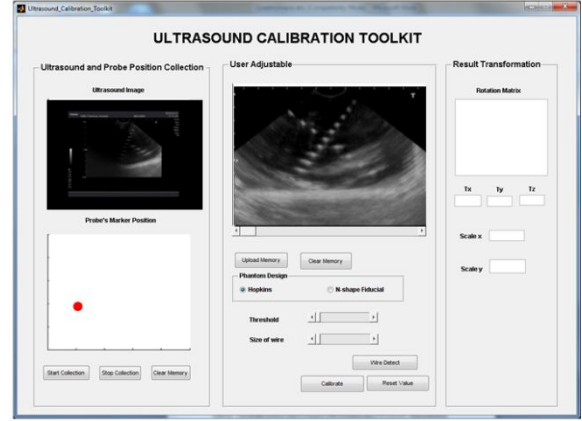 Ultrasound_Calibration_Toolkit
ULTRASOUND CALIBRATION TOOLKIT
Ultrasound and Probe Position Collection
Ultrasound Image
Probe's Marker Position
Start Collection
Stop Collection
Clear Memory
User Adjustable
Upload Memory
Clear Memory
Phantom Design
Hopkins
N-shape Fiducial
Threshold
Size of wire
Wire Detect
Calibrate
Reset Value
Result Transformation
Rotation Matrix
Tx
Ty
Tz
Scale x
Scale y